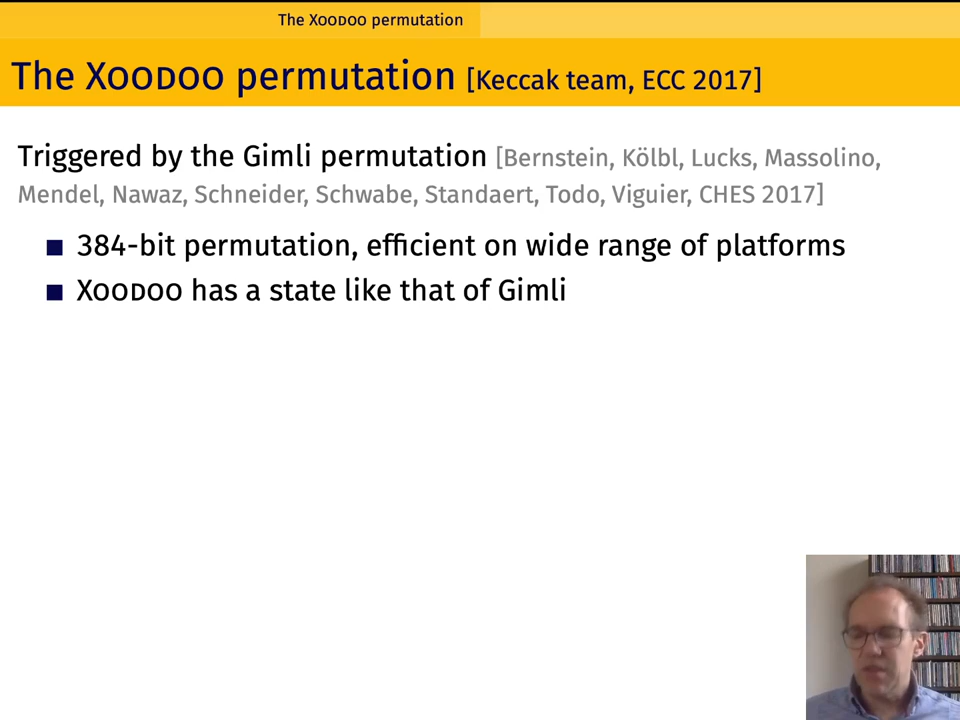 The Xoodoo permutation
The Xoodoo permutation [Keccak team, ECC 2017]
Triggered by the Gimli permutation [Bernstein, Kölbl, Lucks, Massolino,
Mendel, Nawaz, Schneider, Schwabe, Standaert, Todo, Viguier, CHES 2017]
■ 384-bit permutation, efficient on wide range of platforms
■ Xoodoo has a state like that of Gimli